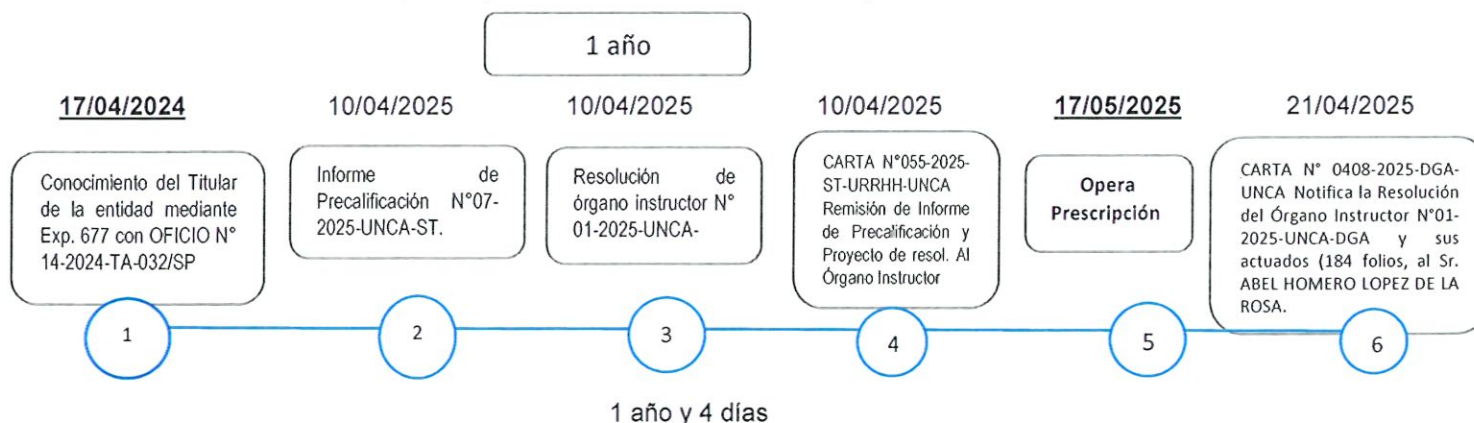 1 año
17/04/2024
10/04/2025
10/04/2025
10/04/2025
17/05/2025
21/04/2025
Conocimiento del Titular
de la entidad mediante
Exp. 677 con OFICIO N°
14-2024-TA-032/SP
Informe de
Precalificación N°07-
2025-UNCA-ST.
Resolución de
órgano instructor N°
01-2025-UNCA-
CARTA N°055-2025-
ST-URRHH-UNCA
Remisión de Informe
de Precalificación y
Proyecto de resol. Al
Órgano Instructor
Opera
Prescripción
CARTA N° 0408-2025-DGA-
UNCA Notifica la Resolución
del Órgano Instructor N°01-
2025-UNCA-DGA y sus
actuados (184 folios, al Sr.
ABEL HOMERO LOPEZ DE LA
ROSA.
1
2
3
4
5
6
1 año y 4 días